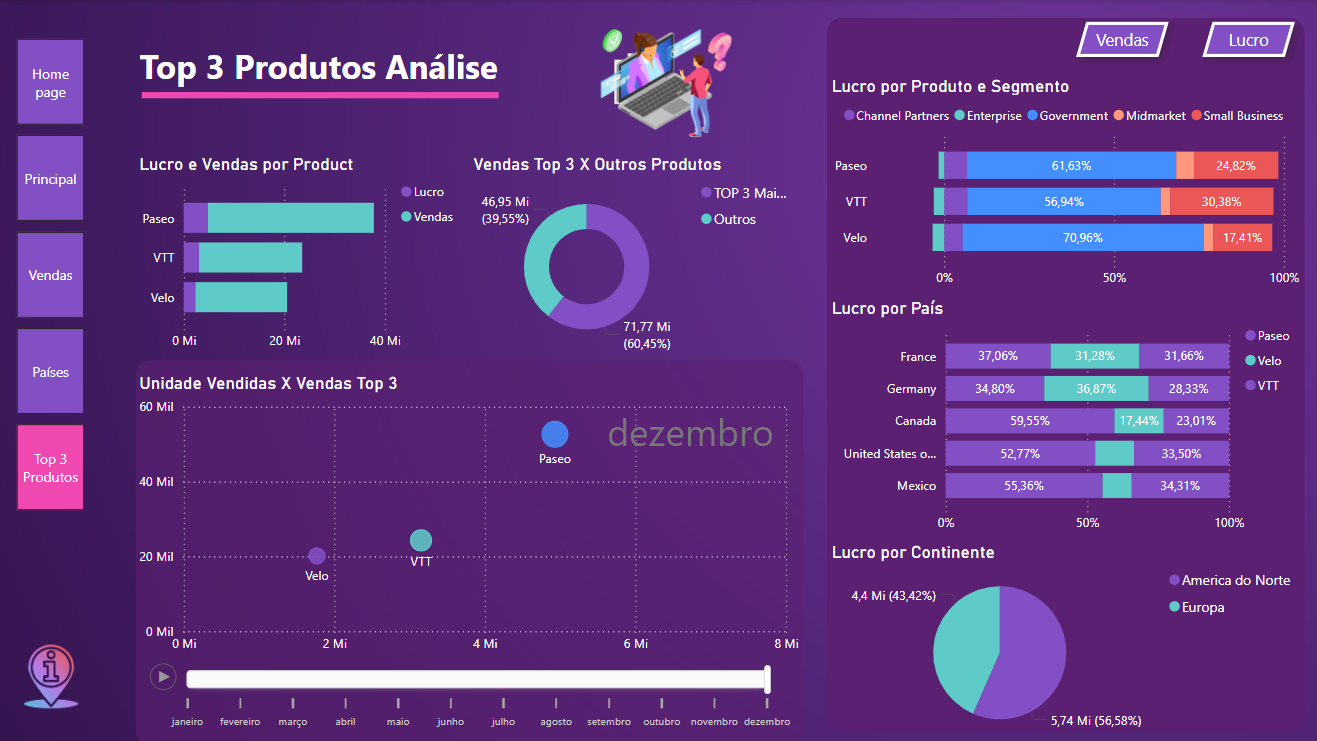 Home
page
Principal
Vendas
Países
Top 3
Produtos
Top 3 Produtos Análise
Lucro e Vendas por Product
Lucro
Vendas
Paseo
VTT
Velo
0 Mi
20 Mi
40 Mi
Vendas Top 3 X Outros Produtos
46,95 Mi
(39,55%)
TOP 3 Mai...
Outros
71,77 Mi
(60,45%)
Unidade Vendidas X Vendas Top 3
dezembro
60 Mil
40 Mil
20 Mil
0 Mil
Paseo
VTT
Velo
0 Mi
2 Mi
4 Mi
6 Mi
8 Mi
janeiro
fevereiro
março
abril
maio
junho
julho
agosto
setembro
outubro
novembro
dezembro
Vendas
Lucro
Lucro por Produto e Segmento
Channel Partners
Enterprise
Government
Midmarket
Small Business
Paseo
61,63%
24,82%
VTT
56,94%
30,38%
Velo
70,96%
17,41%
0%
50%
100%
Lucro por País
Paseo
Velo
VTT
France
37,06%
31,28%
31,66%
Germany
34,80%
36,87%
28,33%
Canada
59,55%
17,44%
23,01%
United States o...
52,77%
33,50%
Mexico
55,36%
34,31%
0%
50%
100%
Lucro por Continente
America do Norte
Europa
4,4 Mi (43,42%)
5,74 Mi (56,58%)